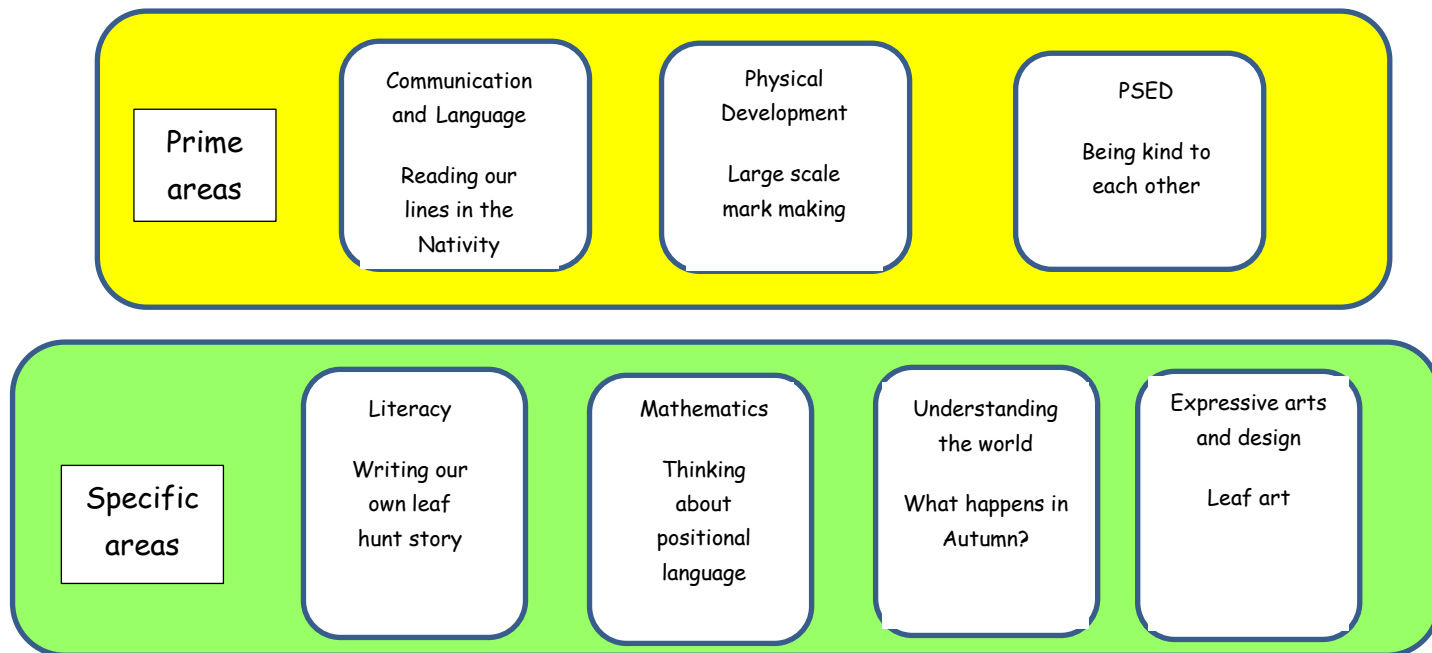 Prime
areas
Communication
and Language
Reading our
lines in the
Nativity
Physical
Development
Large scale
mark making
PSED
Being kind to
each other
Specific
areas
Literacy
Writing our
own leaf
hunt story
Mathematics
Thinking
about
positional
language
Understanding
the world
What happens in
Autumn?
Expressive arts
and design
Leaf art